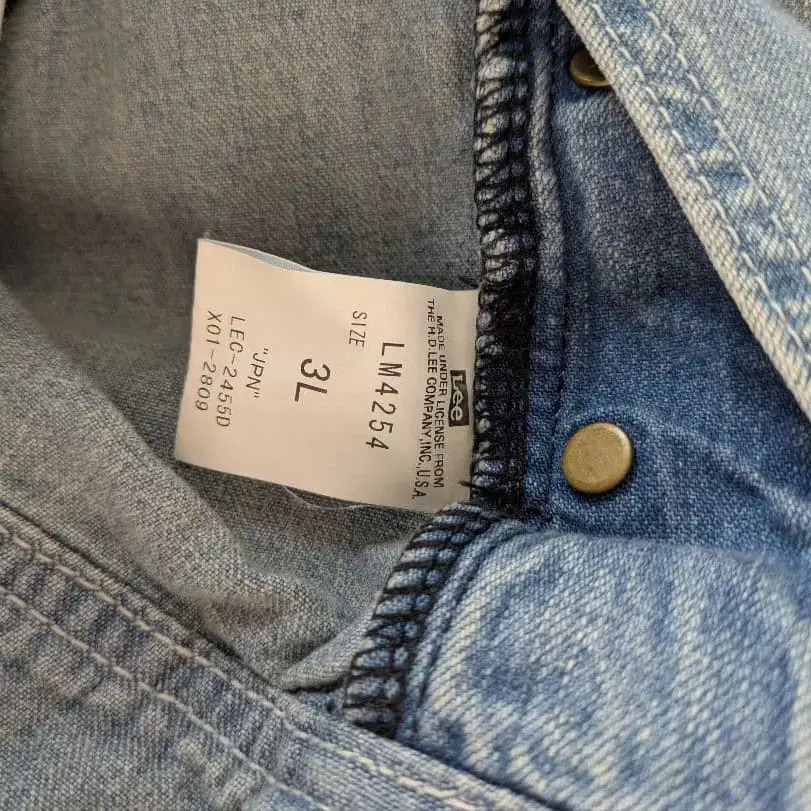 Lee
MADE UNDER LICENSE FROM
THE H.D.LEE COMPANY,INC.,U.S.A.
LM4254
SIZE
3L
"JPN"
LEC-2455D
X01-2809